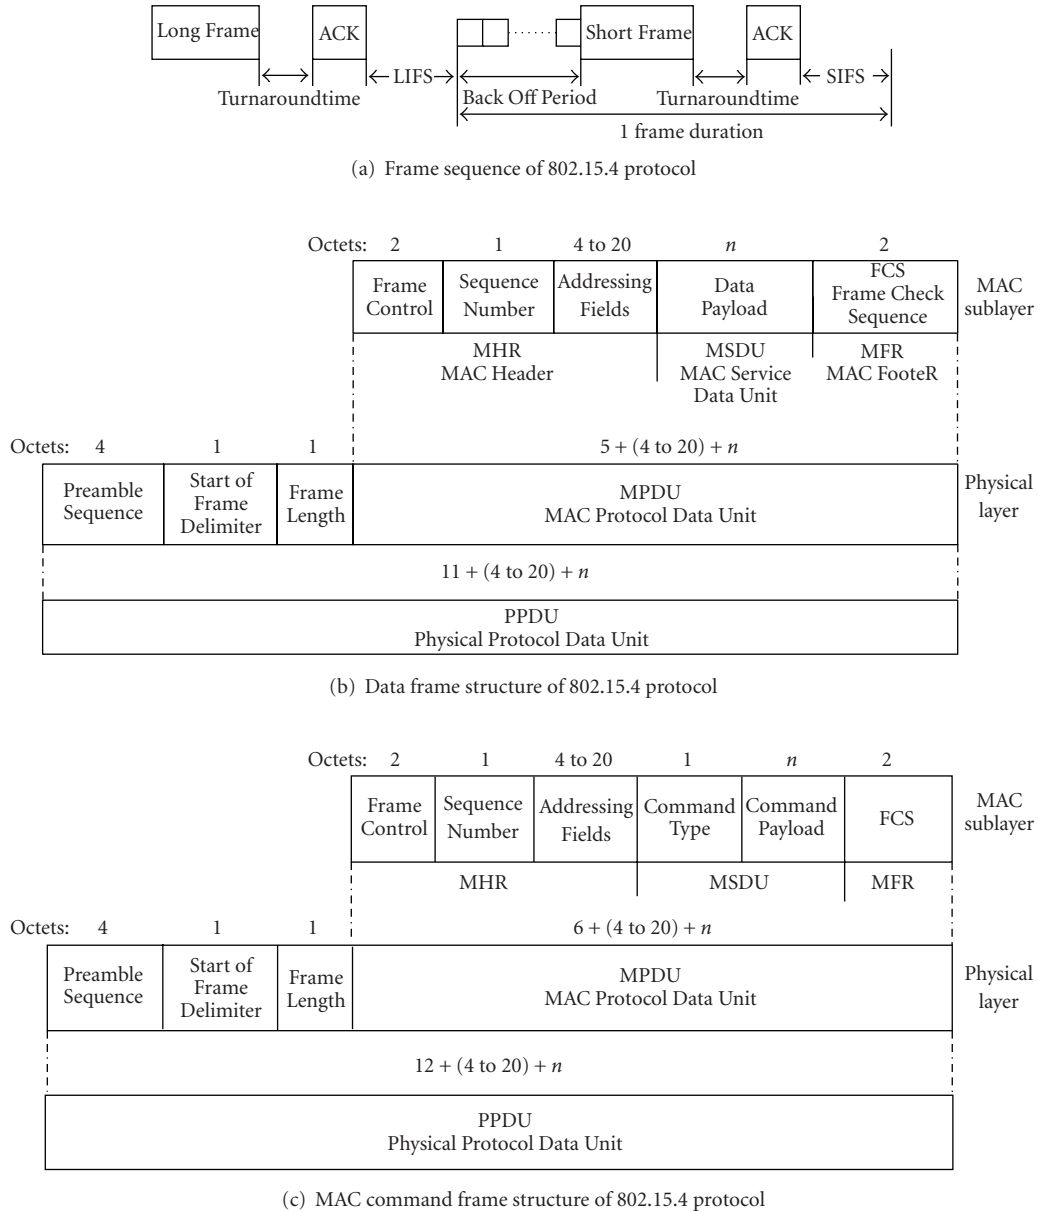 Long Frame ACK Short Frame ACK
LIFS SIFS
Turnaroundtime Back Off Period Turnaroundtime
1 frame duration
(a) Frame sequence of 802.15.4 protocol
Octets: 2 1 4 to 20 n 2
Frame Control
Sequence Number
Addressing Fields
Data Payload
FCS
Frame Check
Sequence
MAC sublayer
MHR
MAC Header
MSDU
MAC Service
Data Unit
MFR
MAC FooteR
Octets: 4 1 1 5 + (4 to 20) + n
Preamble Sequence
Start of Frame Delimiter
Frame Length
MPDU
MAC Protocol Data Unit
Physical layer
11 + (4 to 20) + n
PPDU
Physical Protocol Data Unit
(b) Data frame structure of 802.15.4 protocol
Octets: 2 1 4 to 20 1 n 2
Frame Control
Sequence Number
Addressing Fields
Command Type
Command Payload
FCS
MAC sublayer
MHR MSDU MFR
Octets: 4 1 1 6 + (4 to 20) + n
Preamble Sequence
Start of Frame Delimiter
Frame Length
MPDU
MAC Protocol Data Unit
Physical layer
12 + (4 to 20) + n
PPDU
Physical Protocol Data Unit
(c) MAC command frame structure of 802.15.4 protocol